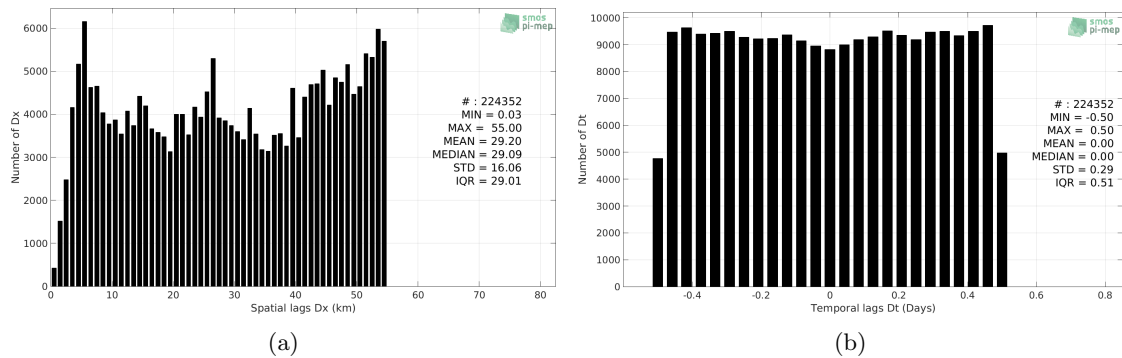 6000
5000
4000
3000
2000
1000
0
Number of Dx
0 10 20 30 40 50 60 70 80
Spatial lags Dx (km)
smos
pi-mep
# : 224352
MIN = 0.03
MAX = 55.00
MEAN = 29.20
MEDIAN = 29.09
STD = 16.06
IQR = 29.01
(a)
10000
9000
8000
7000
6000
5000
4000
3000
2000
1000
0
Number of Dt
-0.4 -0.2 0 0.2 0.4 0.6 0.8
Temporal lags Dt (Days)
smos
pi-mep
# : 224352
MIN = -0.50
MAX = 0.50
MEAN = 0.00
MEDIAN = 0.00
STD = 0.29
IQR = 0.51
(b)